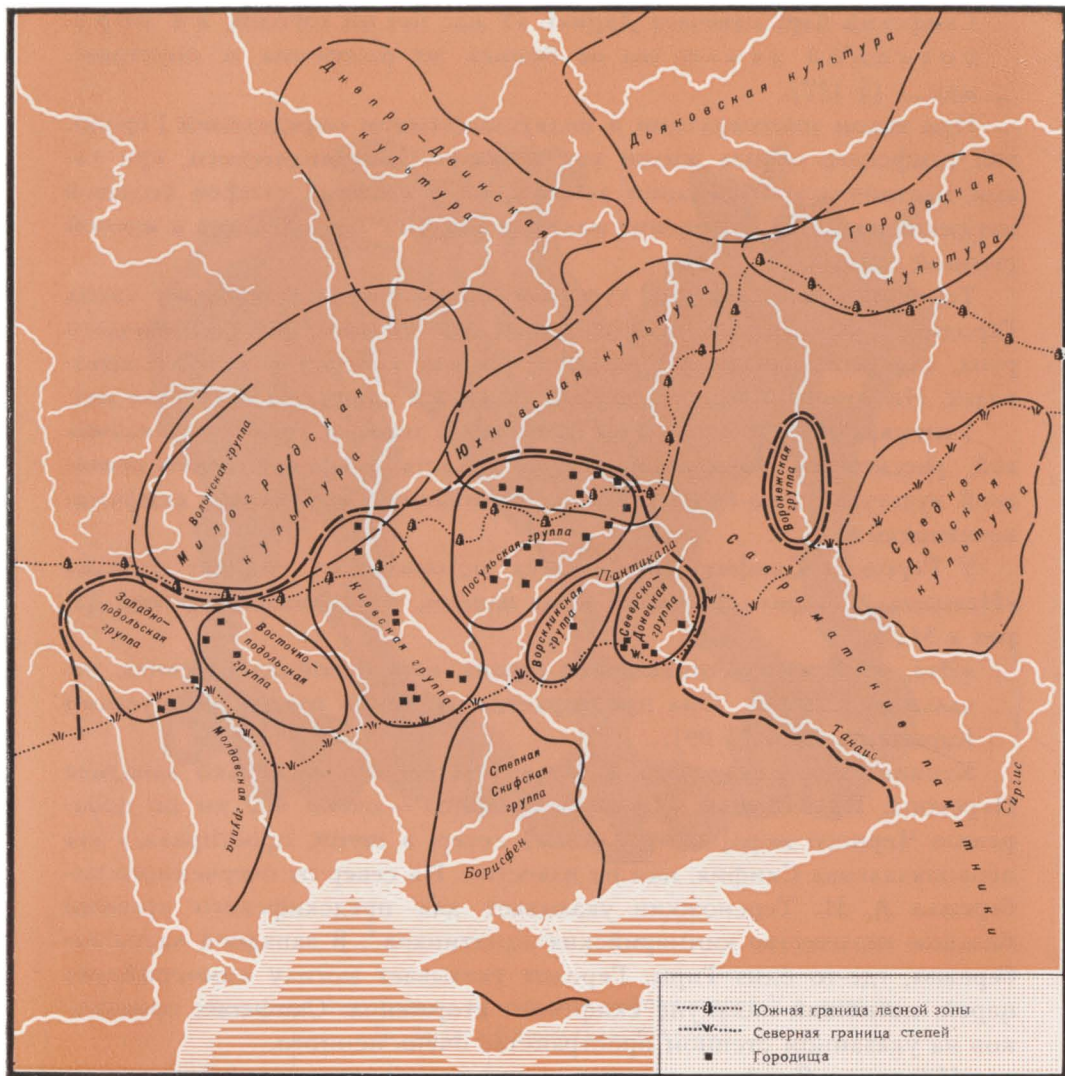 Днепро-Двинская
культура
Дьяковская культура
Городецкая
культура
Юхновская культура
Волынская группа
Милоградская
культура
Воронежская
группа
Средне-
Донская
культура
Посульская группа
Пантикапа
Савроматские памятники
Западно-
подольская
группа
Восточно-
подольская
группа
Киевская группа
Ворсклинская
группа
Северско-
Донецкая
группа
Молдавская группа
Степная
Скифская
группа
Борисфен
Танаис
Сиргис
Южная граница лесной зоны
Северная граница степей
Городища